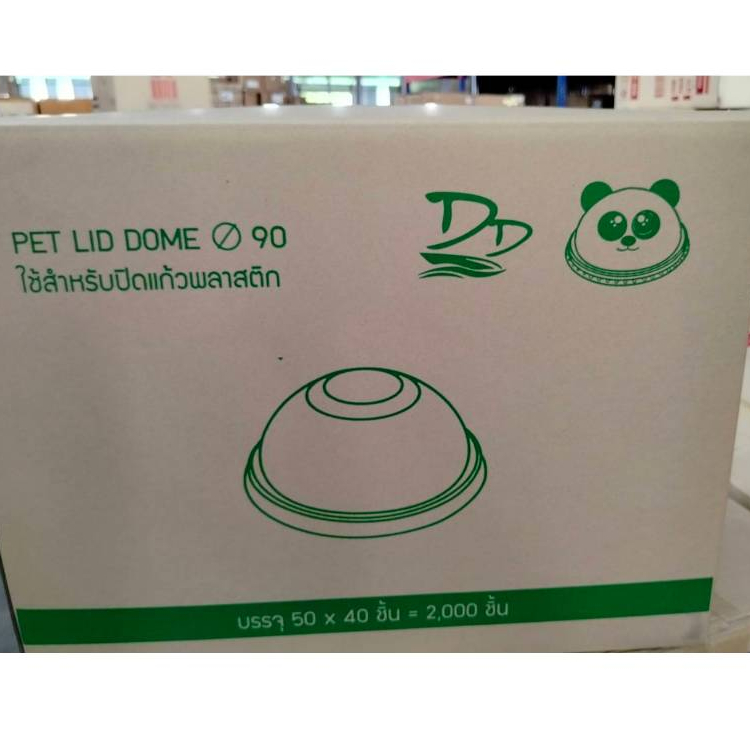 PET LID DOME ∅ 90
ใช้สำหรับปิดแก้วพลาสติก
DD
บรรจุ 50 x 40 ชิ้น = 2,000 ชิ้น